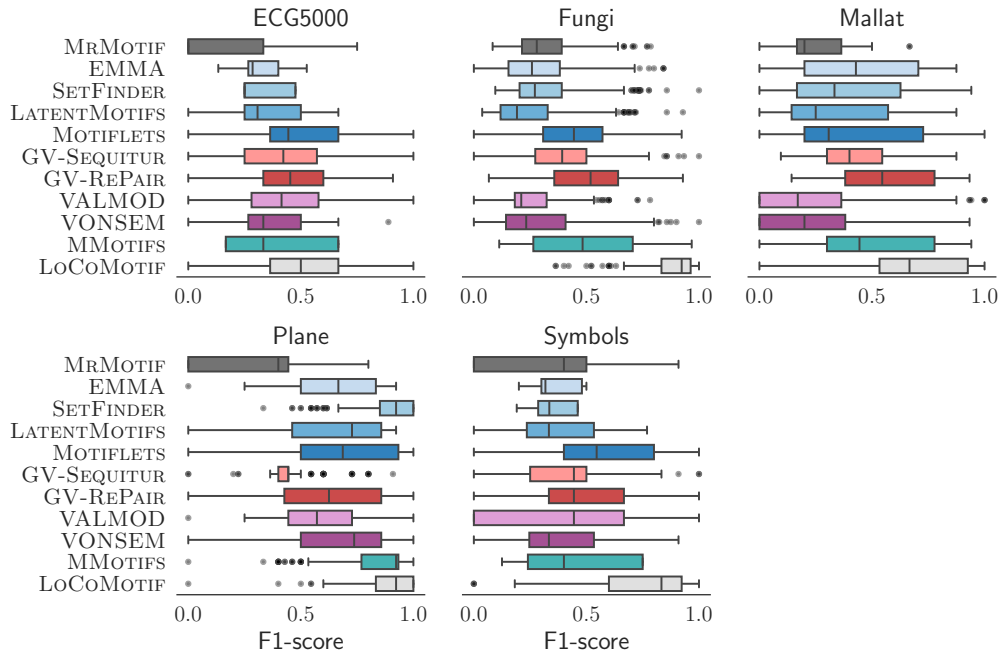 ECG5000 Fungi Mallat
MRMOTIF
EMMA
SETFINDER
LATENTMOTIFS
MOTIFLETS
GV-SEQUITUR
GV-REPAIR
VALMOD
VONSEM
MMOTIFS
LOCOMOTIF
0.0 0.5 1.0 0.0 0.5 1.0 0.0 0.5 1.0
Plane Symbols
MRMOTIF
EMMA
SETFINDER
LATENTMOTIFS
MOTIFLETS
GV-SEQUITUR
GV-REPAIR
VALMOD
VONSEM
MMOTIFS
LOCOMOTIF
0.0 0.5 1.0 0.0 0.5 1.0
F1-score F1-score